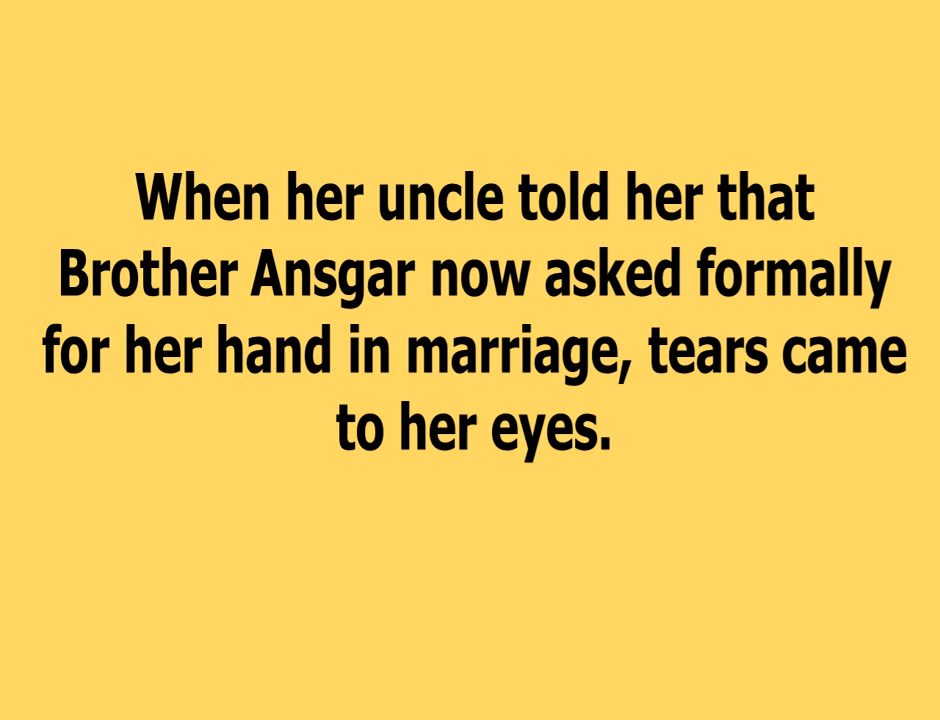 When her uncle told her that
Brother Ansgar now asked formally
for her hand in marriage, tears came
to her eyes.